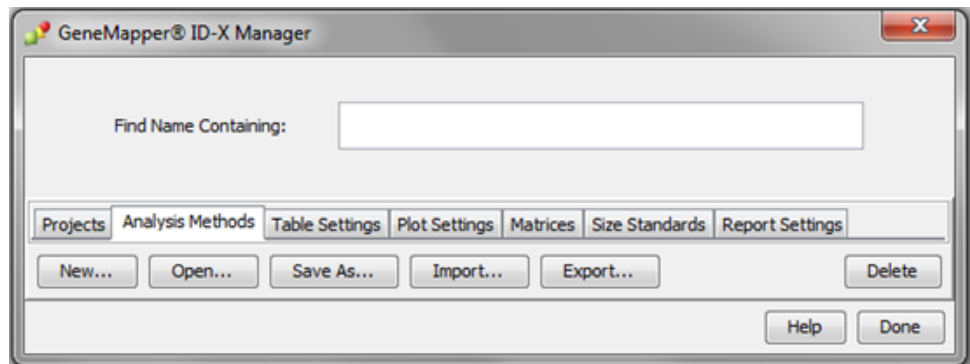 GeneMapper® ID-X Manager
Find Name Containing:
Projects Analysis Methods Table Settings Plot Settings Matrices Size Standards Report Settings
New... Open... Save As... Import... Export... Delete
Help Done